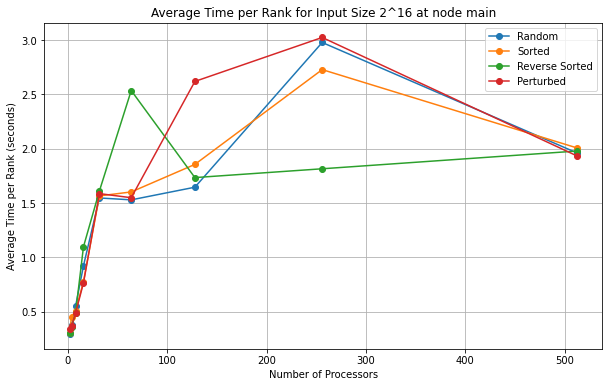 Average Time per Rank for Input Size 2^16 at node main
Random
Sorted
Reverse Sorted
Perturbed
Average Time per Rank (seconds)
3.0
2.5
2.0
1.5
1.0
0.5
0
100
200
300
400
500
Number of Processors